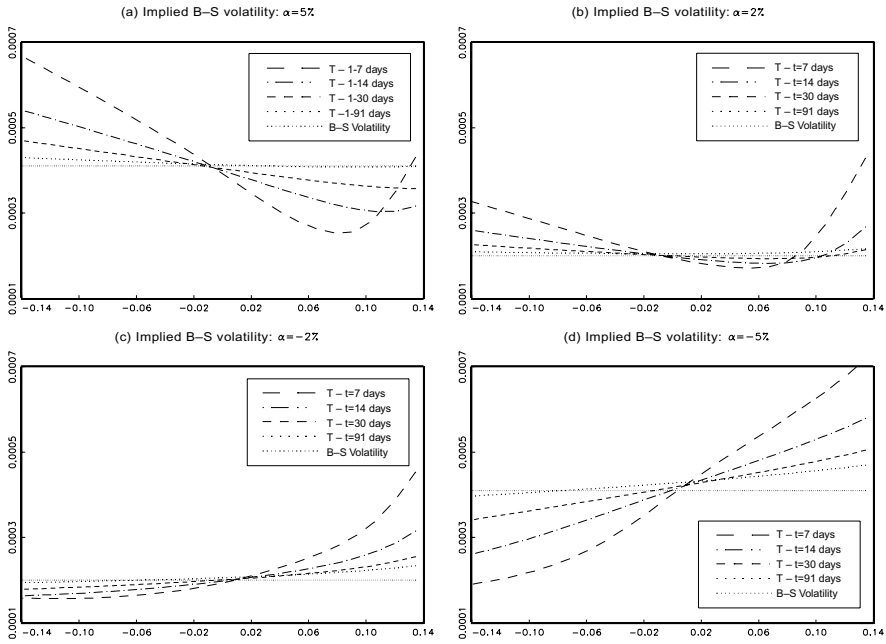 (a) Implied B–S volatility: α=5%
0.0007
0.0005
0.0003
0.0001
T – 1-7 days
T – 1-14 days
T – 1-30 days
T –1-91 days
B–S Volatility
−0.14 −0.10 −0.06 −0.02 0.02 0.06 0.10 0.14
(b) Implied B–S volatility: α=2%
0.0007
0.0005
0.0003
0.0001
T – t=7 days
T – t=14 days
T – t=30 days
T – t=91 days
B–S Volatility
−0.14 −0.10 −0.06 −0.02 0.02 0.06 0.10 0.14
(c) Implied B–S volatility: α=−2%
0.0007
0.0005
0.0003
0.0001
T – t=7 days
T – t=14 days
T – t=30 days
T – t=91 days
B–S Volatility
−0.14 −0.10 −0.06 −0.02 0.02 0.06 0.10 0.14
(d) Implied B–S volatility: α=−5%
0.0007
0.0005
0.0003
0.0001
T – t=7 days
T – t=14 days
T – t=30 days
T – t=91 days
B–S Volatility
−0.14 −0.10 −0.06 −0.02 0.02 0.06 0.10 0.14